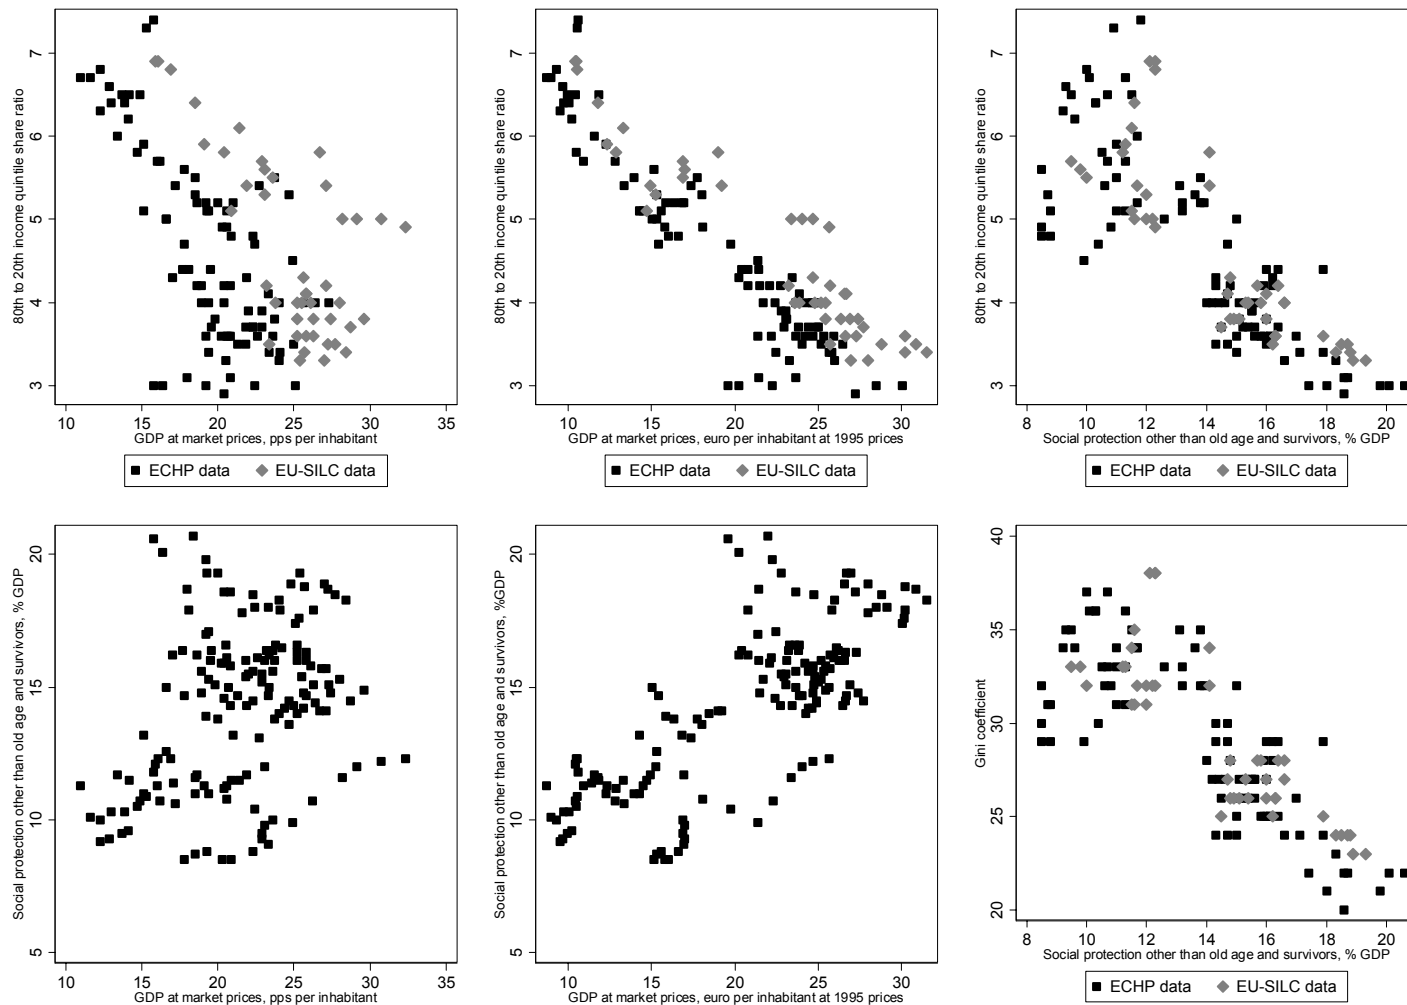 80th to 20th income quintile share ratio
7
6
5
4
3
10 15 20 25 30 35
GDP at market prices, pps per inhabitant
ECHP data EU-SILC data
80th to 20th income quintile share ratio
7
6
5
4
3
10 15 20 25 30
GDP at market prices, euro per inhabitant at 1995 prices
ECHP data EU-SILC data
80th to 20th income quintile share ratio
7
6
5
4
3
8 10 12 14 16 18 20
Social protection other than old age and survivors, % GDP
ECHP data EU-SILC data
Social protection other old age and survivors, % GDP
20
15
10
5
10 15 20 25 30 35
GDP at market prices, pps per inhabitant
Social protection other than old age and survivors, %GDP
20
15
10
5
10 15 20 25 30
GDP at market prices, euro per inhabitant at 1995 prices
Gini coefficient
40
35
30
25
20
8 10 12 14 16 18 20
Social protection other than old age and survivors, % GDP
ECHP data EU-SILC data